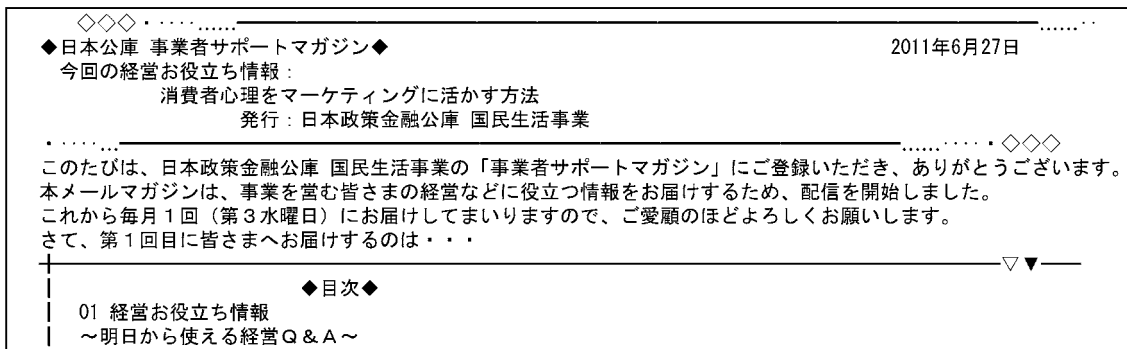 ◇◇◇・････……━━━━━━━━━━━━━━━━━━━━━━━━━━━━━━……‥
◆日本公庫 事業者サポートマガジン◆ 2011年6月27日
今回の経営お役立ち情報：
消費者心理をマーケティングに活かす方法
発行：日本政策金融公庫 国民生活事業
・････…━━━━━━━━━━━━━━━━━━━━━━━━━━━━━━……････・◇◇◇
このたびは、日本政策金融公庫 国民生活事業の「事業者サポートマガジン」にご登録いただき、ありがとうございます。
本メールマガジンは、事業を営む皆さまの経営などに役立つ情報をお届けするため、配信を開始しました。
これから毎月１回（第３水曜日）にお届けしてまいりますので、ご愛顧のほどよろしくお願いします。
さて、第１回目に皆さまへお届けするのは・・・
╋━━━━━━━━━━━━━━━━━━━━━━━━━━━━━━━━━━━━▽▼━━
┃ ◆目次◆
┃ 01 経営お役立ち情報
┃ ～明日から使える経営Ｑ＆Ａ～